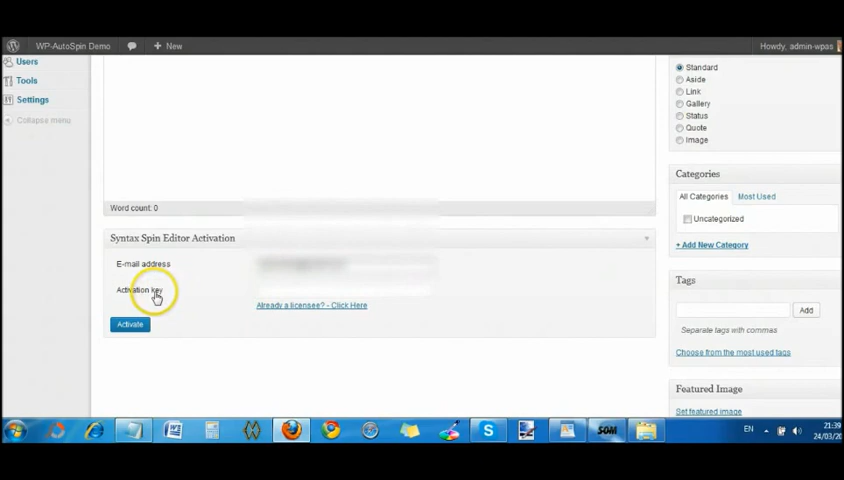 WP-AutoSpin Demo
+ New
Howdy, admin-wpas
Users
Tools
Settings
Collapse menu
Word count: 0
Syntax Spin Editor Activation
E-mail address
Activation key
Already a licensee? - Click Here
Activate
Standard
Aside
Link
Gallery
Status
Quote
Image
Categories
All Categories
Most Used
Uncategorized
+ Add New Category
Tags
Add
Separate tags with commas
Choose from the most used tags
Featured Image
Set featured image
SOM
EN
21:39
24/03/20